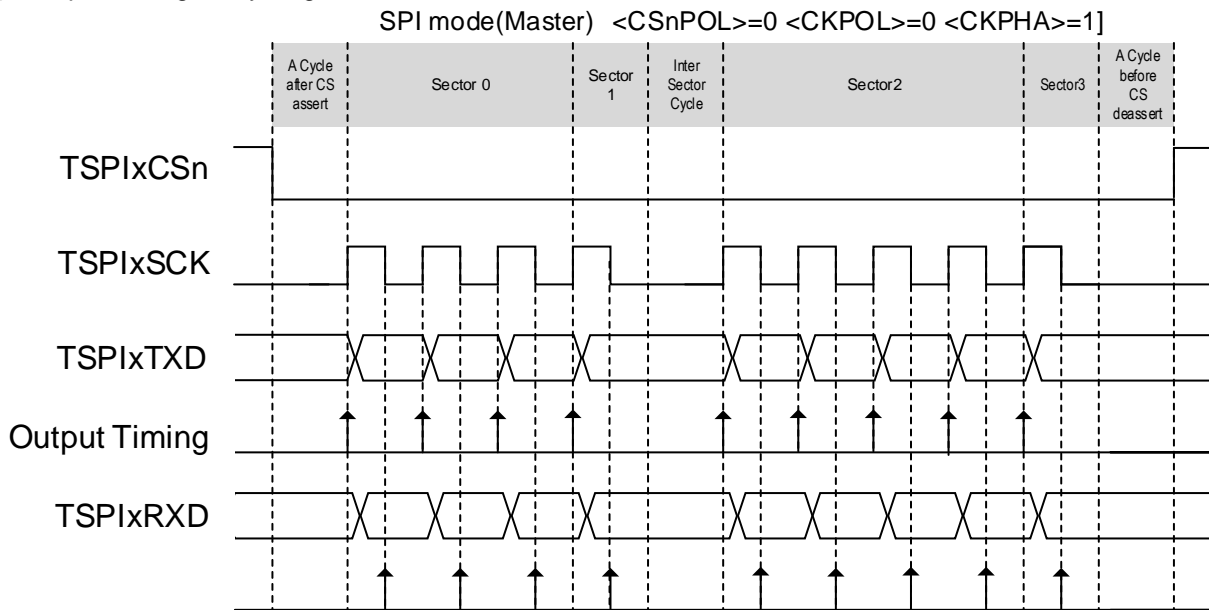 SPI mode(Master) <CSnPOL>=0 <CKPOL>=0 <CKPHA>=1]
A Cycle
after CS
assert
Sector 0
Sector
1
Inter
Sector
Cycle
Sector2
Sector3
A Cycle
before
CS
deassert
TSPIxCSn
TSPIxSCK
TSPIxTXD
Output Timing
TSPIxRXD